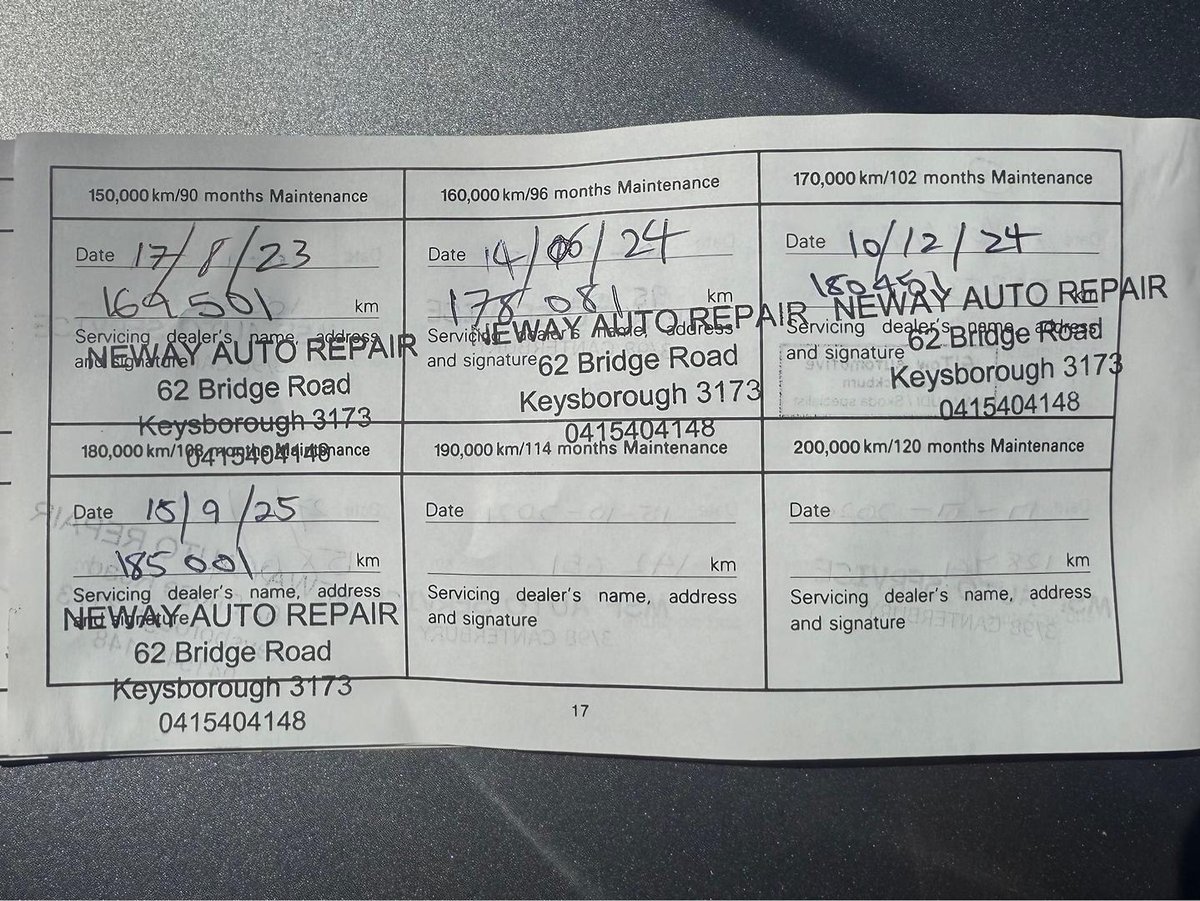 150,000 km/90 months Maintenance
Date 17/8/23
164501 km
Servicing dealer's name, address
and signature
NEWAY AUTO REPAIR
62 Bridge Road
Keysborough 3173
0415404148
160,000 km/96 months Maintenance
Date 14/06/24
178081 km
Servicing dealer's name, address
and signature
NEWAY AUTO REPAIR
62 Bridge Road
Keysborough 3173
0415404148
170,000 km/102 months Maintenance
Date 10/12/24
180451 km
Servicing dealer's name, address
and signature
NEWAY AUTO REPAIR
62 Bridge Road
Keysborough 3173
0415404148
180,000 km/108 months Maintenance
Date 15/9/25
185001 km
Servicing dealer's name, address
and signature
NEWAY AUTO REPAIR
62 Bridge Road
Keysborough 3173
0415404148
190,000 km/114 months Maintenance
Date
km
Servicing dealer's name, address
and signature
200,000 km/120 months Maintenance
Date
km
Servicing dealer's name, address
and signature
17